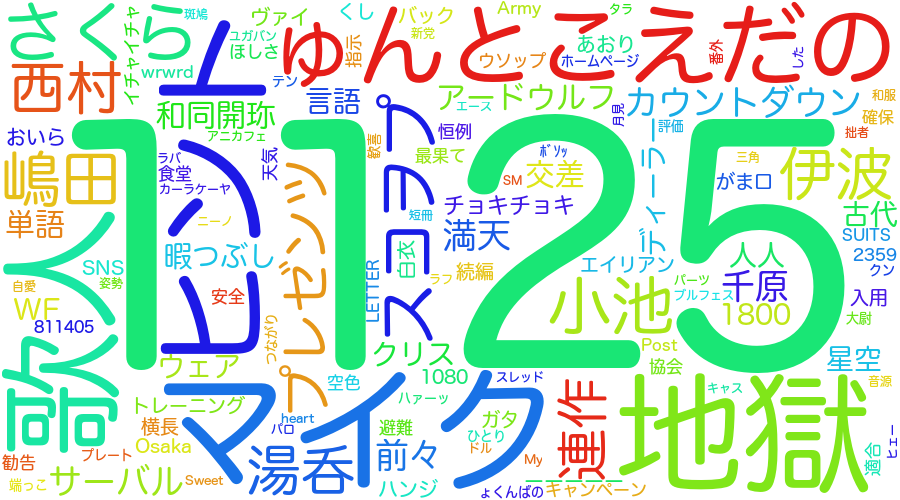 さくら
イチャイチャ
斑鳩
ヴァイ
ユガバン
ほしさ
くし
指示
バック
新党
Army
タラ
ゅんとこえだの
あおり
ウソップ
ホームページ
番外
した
wrwrd
西村
和同開珎
アニカフェ
言語
テン
アードウルフ
エース
カウントダウン
和服
確保
おいら
ラバ
食堂
カーラケーヤ
天気
歓喜
恒例
最果て
ボソッ
月見
評価
拙者
嶋田
1125
ヒント
スコップ
プレゼンツ
SM
交差
ディーラー
三角
がま口
伊波
単語
ニーノ
短冊
チョキチョキ
古代
歌人
暇つぶし
白衣
満天
人人
SUITS
SNS
姿勢
LETTER
ララ
続編
エイリアン
千原
パーツ
2359
クン
自愛
WF
安全
小池
プルフェス
入用
811405
つながり
1800
大尉
ウェア
クリス
Post
協会
星空
空色
1080
スレッド
トレーニング
マイク
ハァーッ
連作
地獄
キャス
音源
横長
heart
パロ
避難
ガタ
ひとり
ドル
Osaka
勧告
プレート
湯呑
前々
My
適合
ヒェー
端っこ
サーバル
Sweet
ハンジ
ょくんばの
キャンペーン